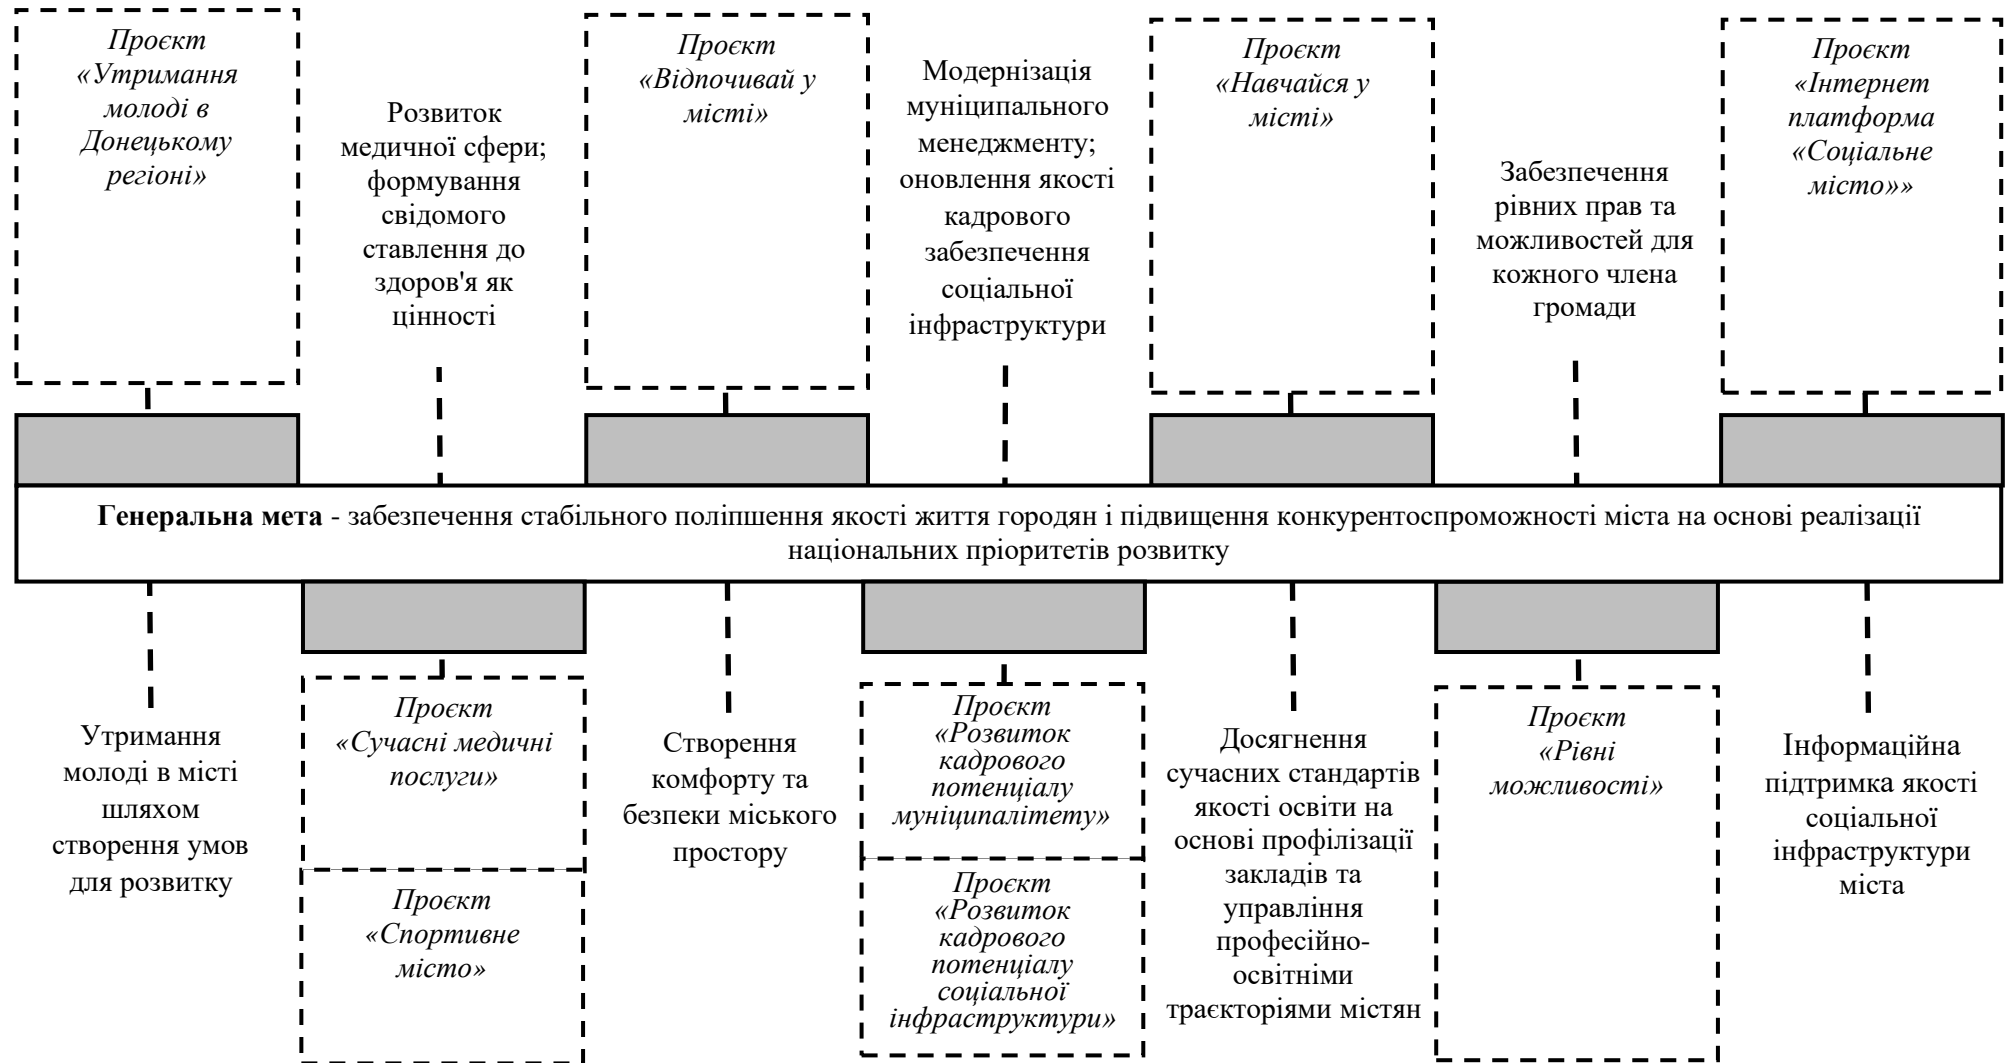 Проєкт
«Утримання
молоді в
Донецькому
регіоні»
Розвиток
медичної сфери;
формування
свідомого
ставлення до
здоров'я як
цінності
Проєкт
«Відпочивай у
місті»
Модернізація
муніципального
менеджменту;
оновлення якості
кадрового
забезпечення
соціальної
інфраструктури
Проєкт
«Навчайся у
місті»
Забезпечення
рівних прав та
можливостей для
кожного члена
громади
Проєкт
«Інтернет
платформа
«Соціальне
місто»»
Генеральна мета - забезпечення стабільного поліпшення якості життя городян і підвищення конкурентоспроможності міста на основі реалізації
національних пріоритетів розвитку
Утримання
молоді в місті
шляхом
створення умов
для розвитку
Проєкт
«Сучасні медичні
послуги»
Проєкт
«Спортивне
місто»
Створення
комфорту та
безпеки міського
простору
Проєкт
«Розвиток
кадрового
потенціалу
муніципалітету»
Проєкт
«Розвиток
кадрового
потенціалу
соціальної
інфраструктури»
Досягнення
сучасних стандартів
якості освіти на
основі профілізації
закладів та
управління
професійно-
освітніми
траєкторіями містян
Проєкт
«Рівні
можливості»
Інформаційна
підтримка якості
соціальної
інфраструктури
міста